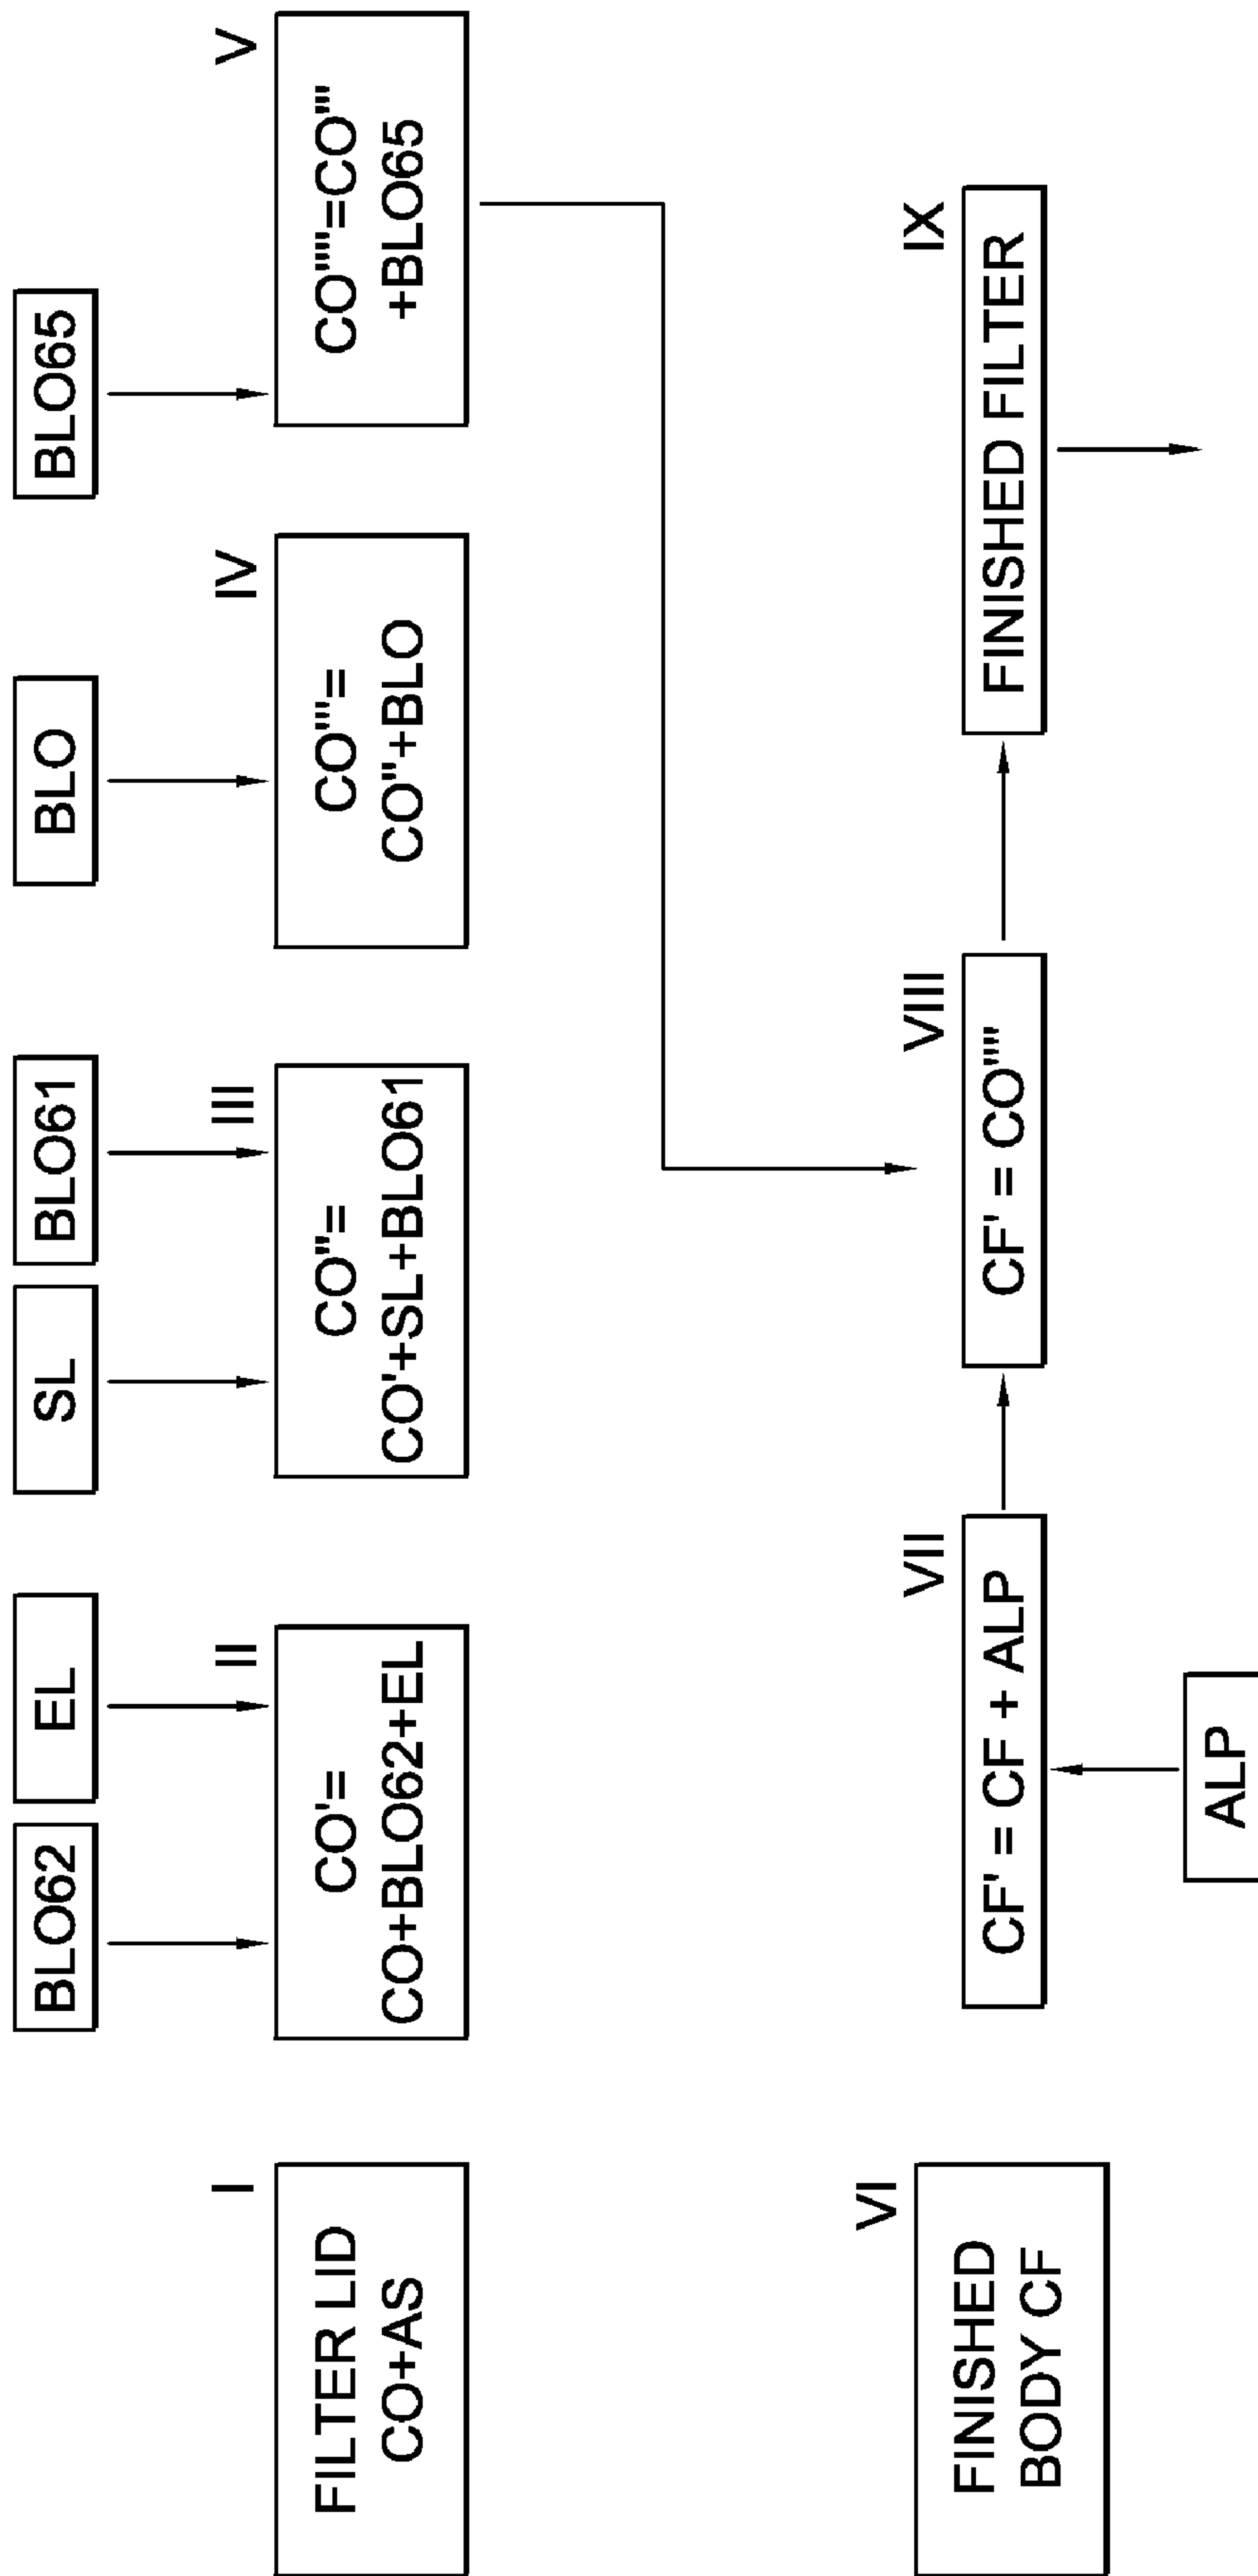 BLO62
EL
SL
BLO61
BLO
BLO65
I
FILTER LID
CO+AS
II
CO'=
CO+BLO62+EL
III
CO''=
CO'+SL+BLO61
IV
CO'''=
CO''+BLO
V
CO''''=CO'''
+BLO65
VI
FINISHED
BODY CF
VII
CF' = CF + ALP
VIII
CF' = CO''''
IX
FINISHED FILTER
ALP